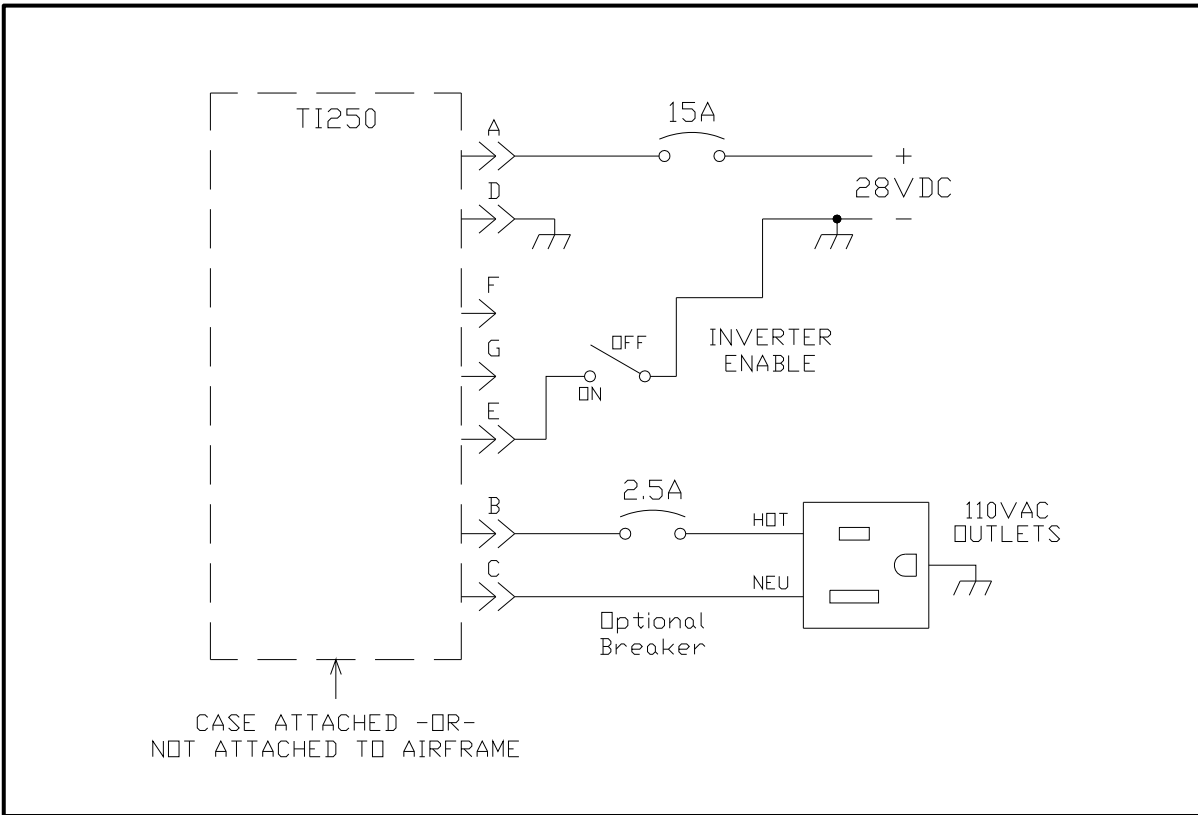 TI250
A
15A
+
28VDC
D
−
F
G
OFF
INVERTER
ENABLE
ON
E
B
2.5A
HOT
110VAC
OUTLETS
C
NEU
Optional
Breaker
CASE ATTACHED -OR-
NOT ATTACHED TO AIRFRAME